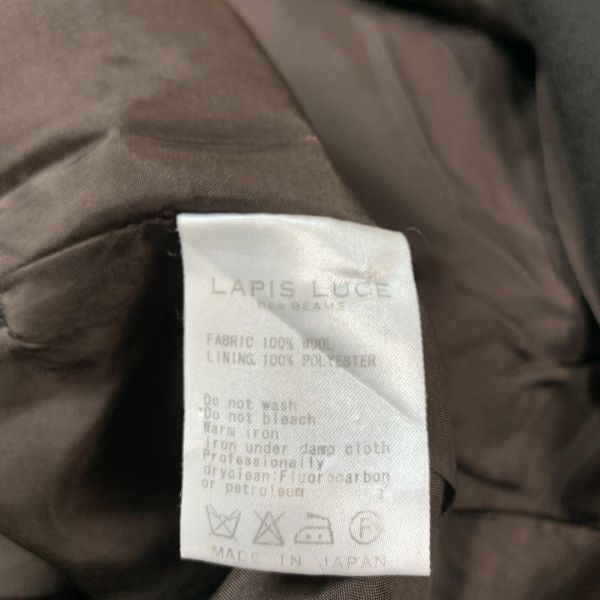 LAPIS LUCE
PER BEAMS
FABRIC 100% WOOL
LINING, 100% POLYESTER
Do not wash
Do not bleach
Warm iron
Iron under damp cloth
Professionally
dryclean:Fluorocarbon
or petroleum
F
MADE IN JAPAN